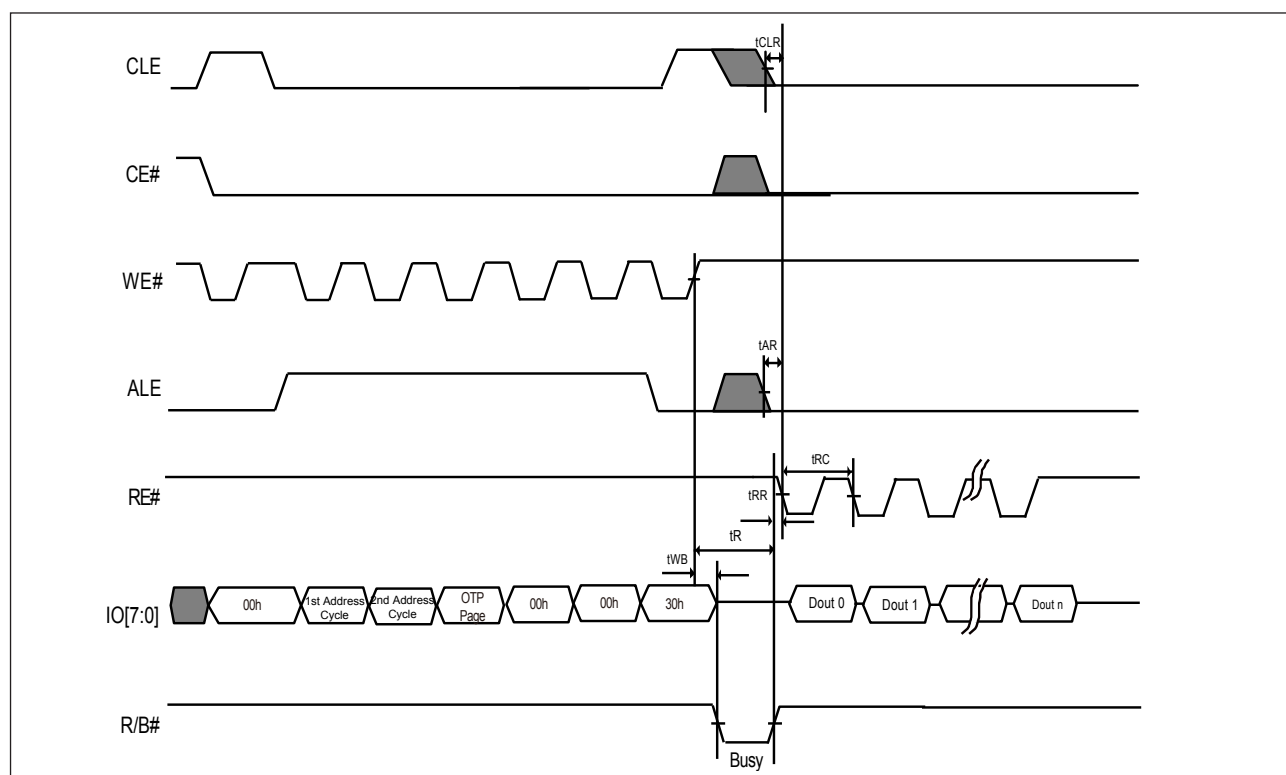 tCLR
CLE
CE#
WE#
tAR
ALE
tRC
RE#
tRR
tR
tWB
IO[7:0]
00h
1st Address
Cycle
2nd Address
Cycle
OTP
Page
00h
00h
30h
Dout 0
Dout 1
Dout n
R/B#
Busy